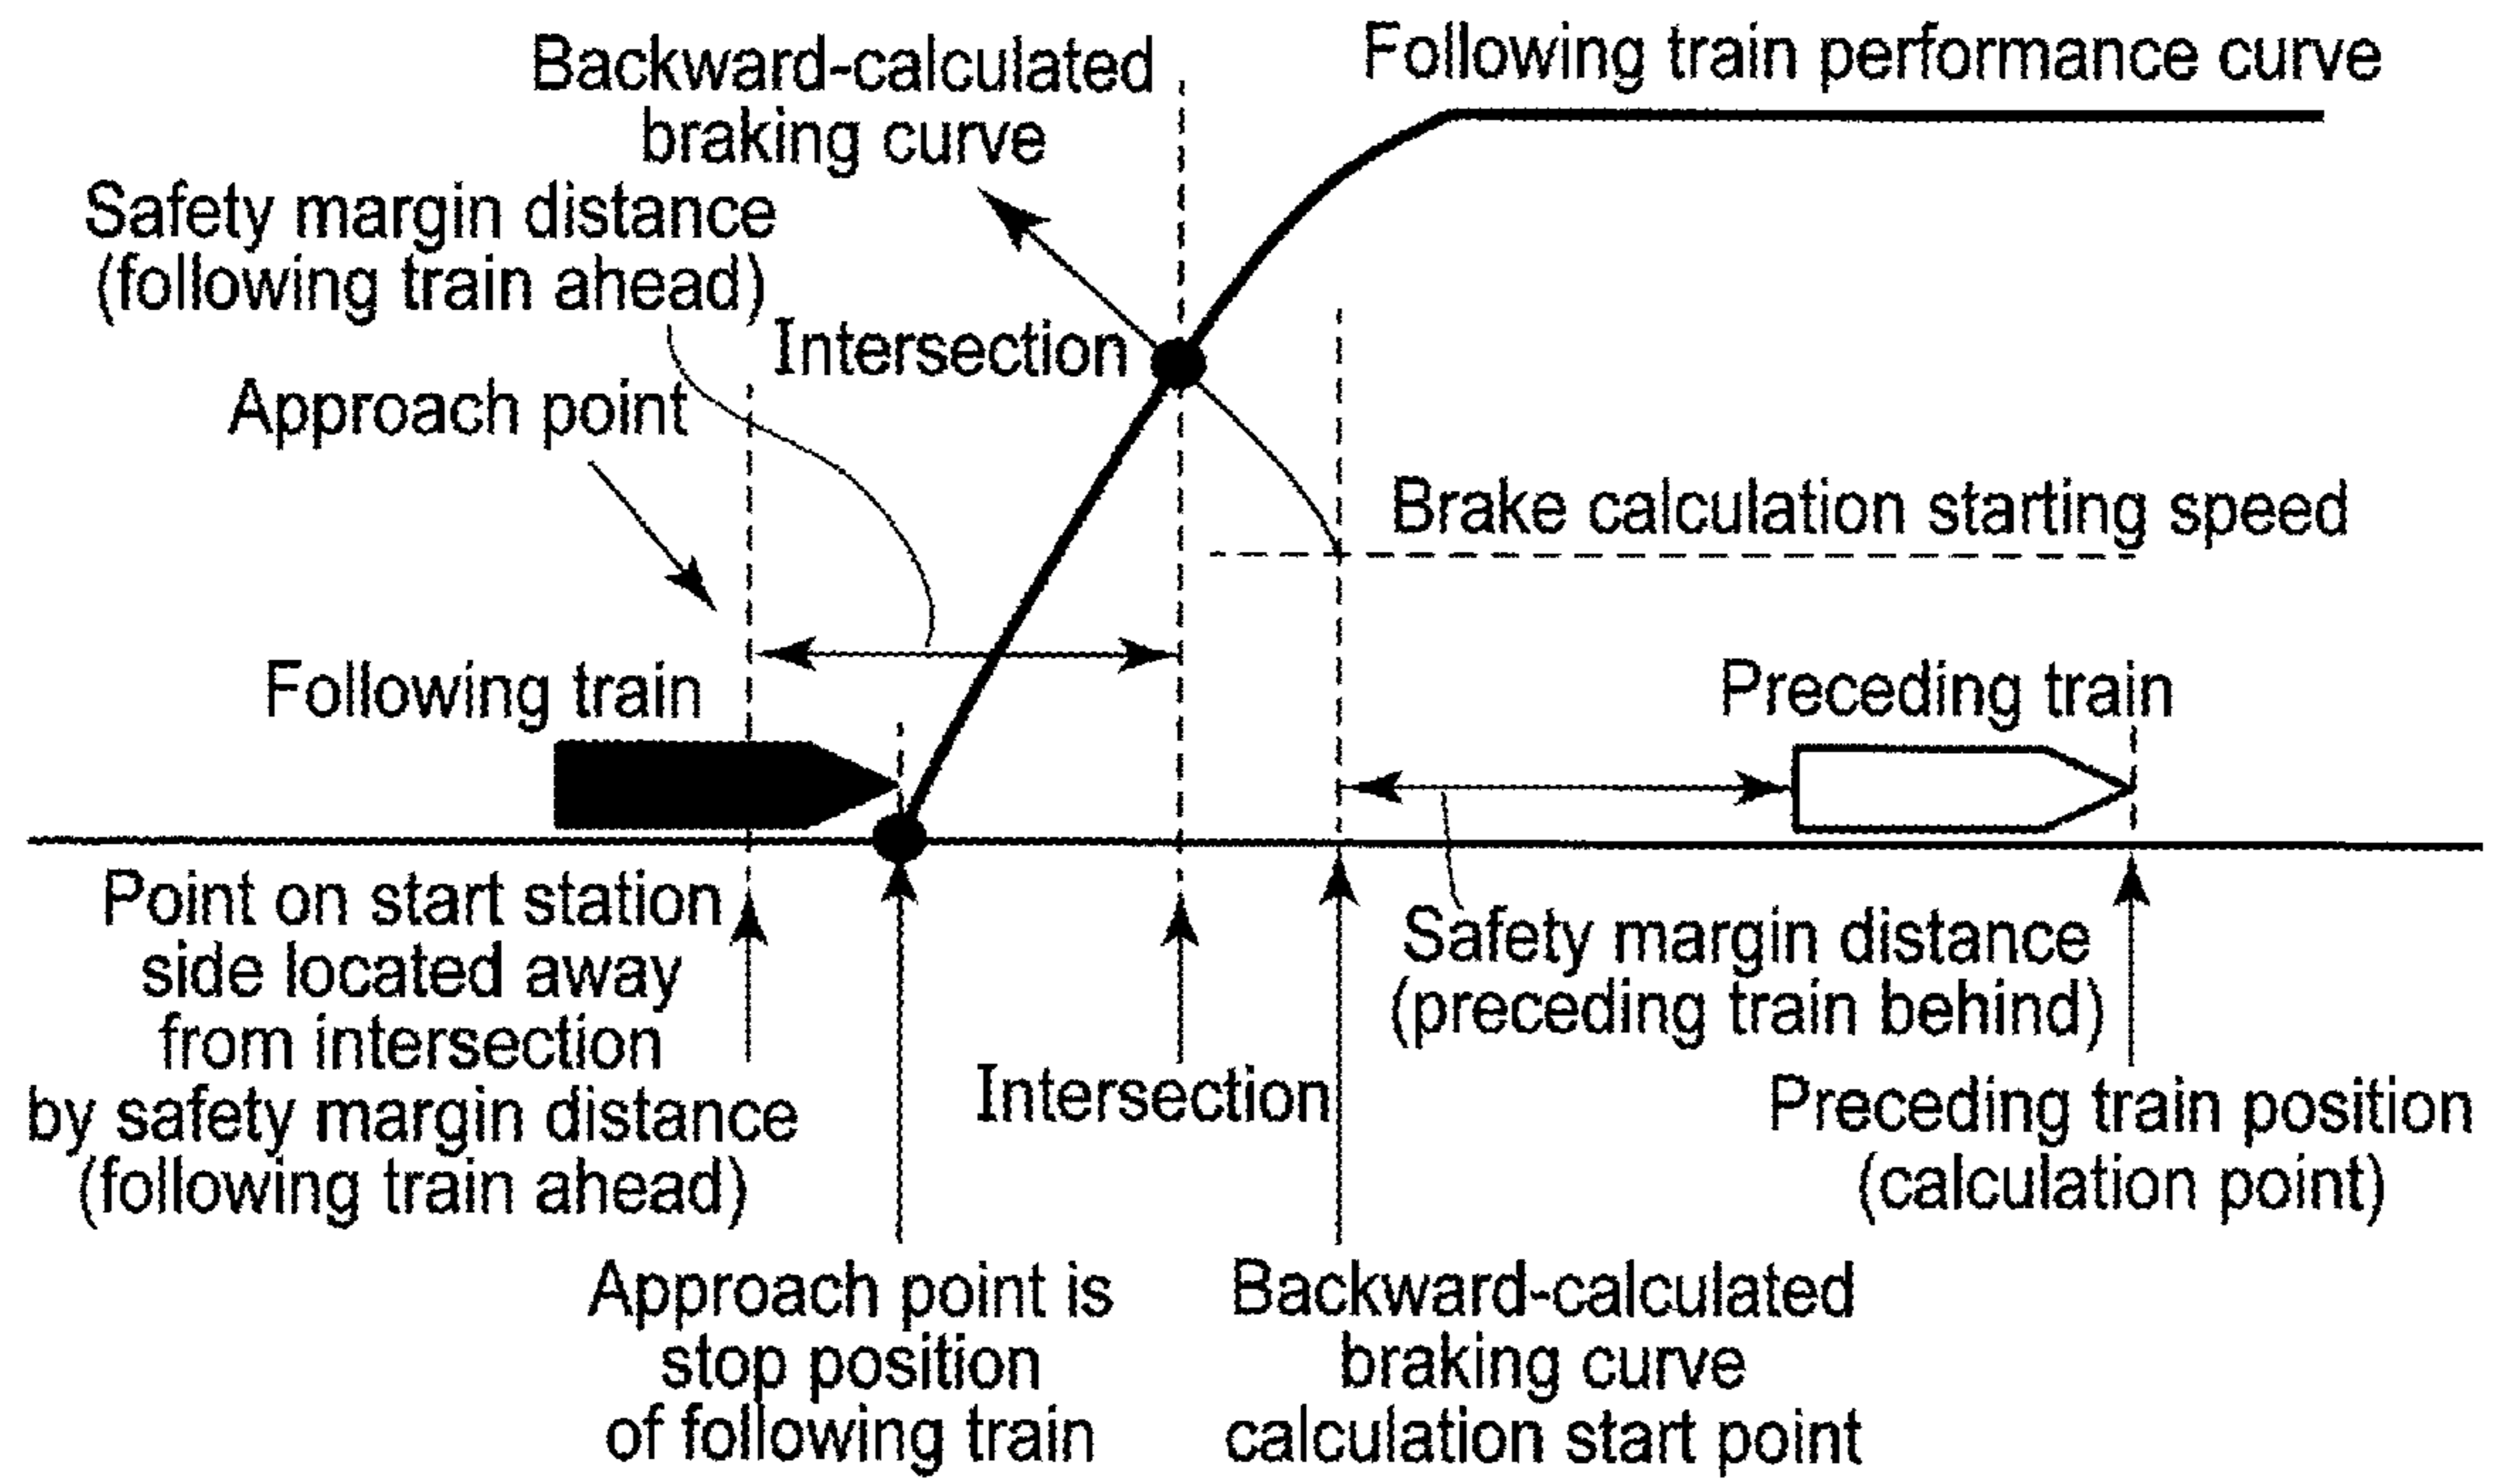 Backward-calculated
braking curve
Following train performance curve
Safety margin distance
(following train ahead)
Intersection
Approach point
Brake calculation starting speed
Following train
Preceding train
Point on start station
side located away
from intersection
by safety margin distance
(following train ahead)
Safety margin distance
(preceding train behind)
Intersection
Preceding train position
(calculation point)
Approach point is
stop position
of following train
Backward-calculated
braking curve
calculation start point